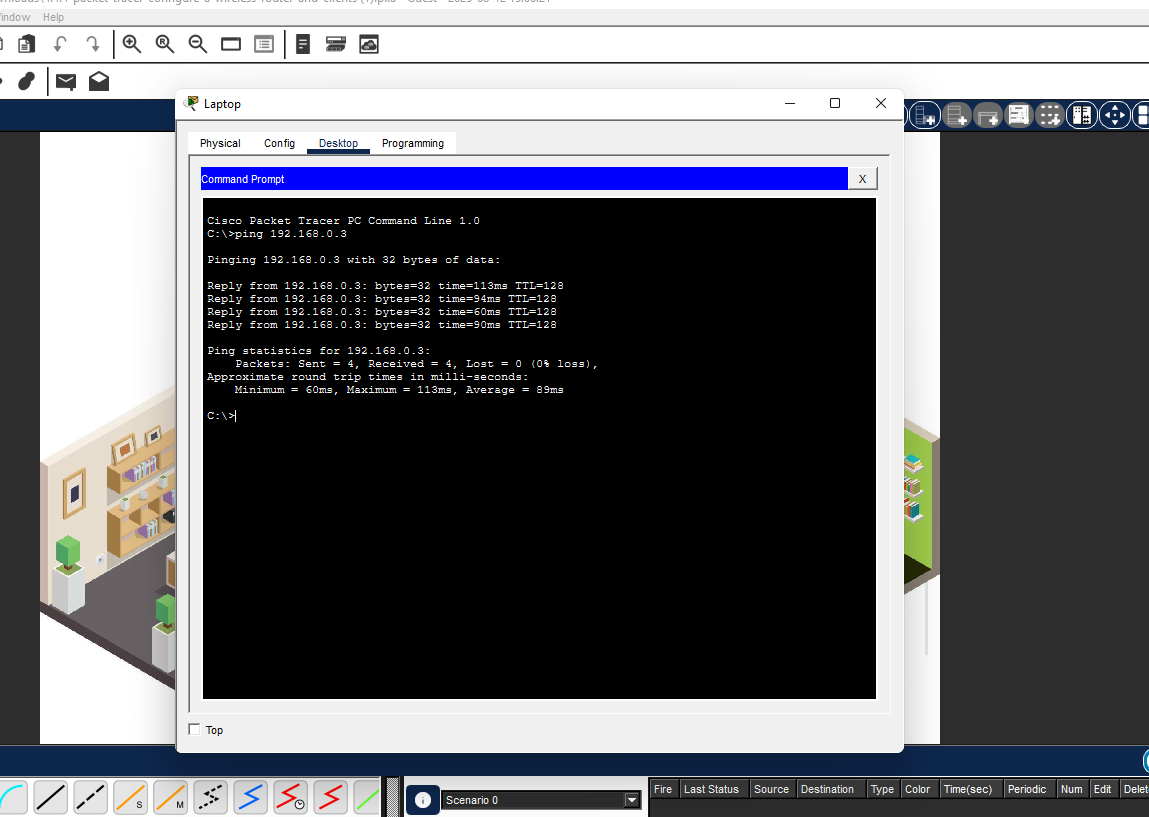 indow Help
Laptop
Physical Config Desktop Programming
Command Prompt X
Cisco Packet Tracer PC Command Line 1.0
C:\>ping 192.168.0.3
Pinging 192.168.0.3 with 32 bytes of data:
Reply from 192.168.0.3: bytes=32 time=113ms TTL=128
Reply from 192.168.0.3: bytes=32 time=94ms TTL=128
Reply from 192.168.0.3: bytes=32 time=60ms TTL=128
Reply from 192.168.0.3: bytes=32 time=90ms TTL=128
Ping statistics for 192.168.0.3:
Packets: Sent = 4, Received = 4, Lost = 0 (0% loss),
Approximate round trip times in milli-seconds:
Minimum = 60ms, Maximum = 113ms, Average = 89ms
C:\>
Top
S M
Scenario 0
Fire Last Status Source Destination Type Color Time(sec) Periodic Num Edit Delet